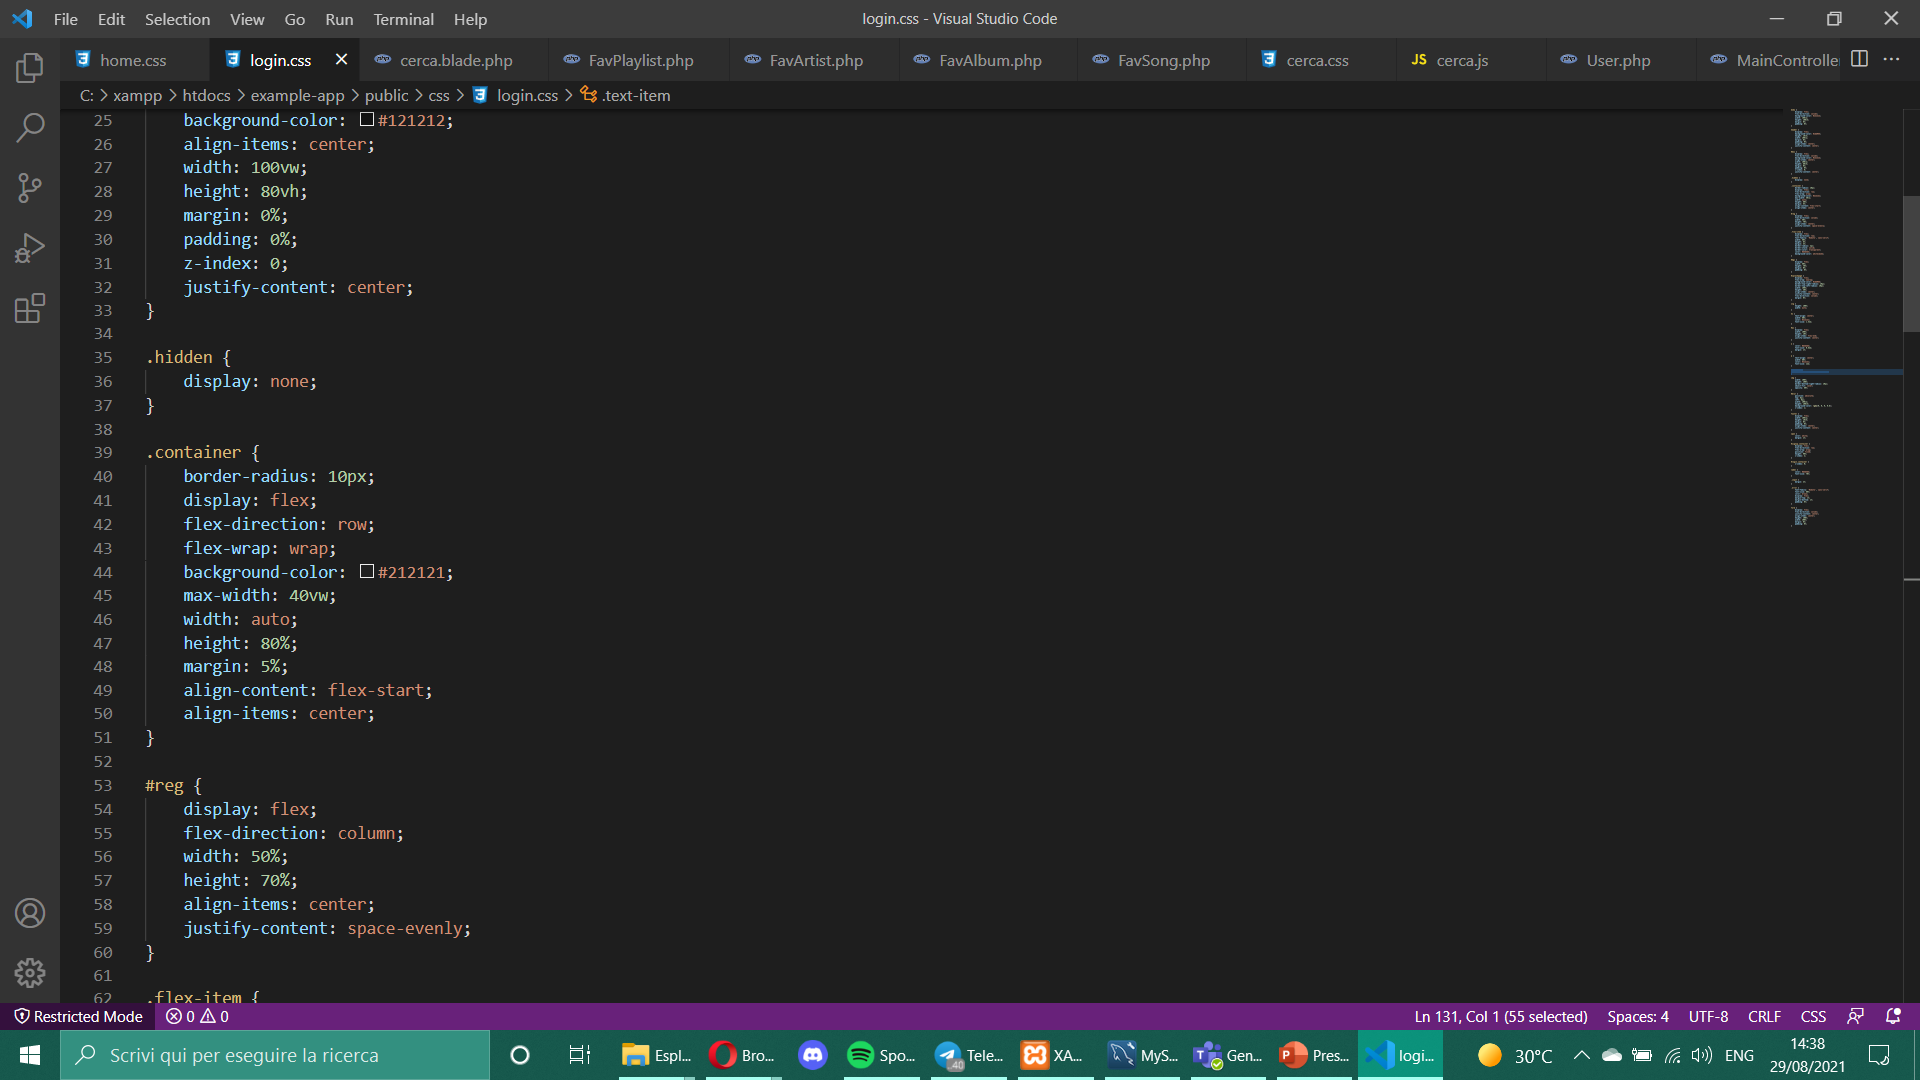 File Edit Selection View Go Run Terminal Help login.css - Visual Studio Code
home.css login.css cerca.blade.php FavPlaylist.php FavArtist.php FavAlbum.php FavSong.php cerca.css JS cerca.js User.php MainControlle
C: > xampp > htdocs > example-app > public > css > login.css > .text-item
25 background-color: #121212;
26 align-items: center;
27 width: 100vw;
28 height: 80vh;
29 margin: 0%;
30 padding: 0%;
31 z-index: 0;
32 justify-content: center;
33 }
34
35 .hidden {
36 display: none;
37 }
38
39 .container {
40 border-radius: 10px;
41 display: flex;
42 flex-direction: row;
43 flex-wrap: wrap;
44 background-color: #212121;
45 max-width: 40vw;
46 width: auto;
47 height: 80%;
48 margin: 5%;
49 align-content: flex-start;
50 align-items: center;
51 }
52
53 #reg {
54 display: flex;
55 flex-direction: column;
56 width: 50%;
57 height: 70%;
58 align-items: center;
59 justify-content: space-evenly;
60 }
61
62 .flex-item {
Restricted Mode 0 0 Ln 131, Col 1 (55 selected) Spaces: 4 UTF-8 CRLF CSS
Scrivi qui per eseguire la ricerca Espl... Bro... Spo... 40 Tele... XA... MyS... Gen... Pres... logi... 30°C ENG 14:38
29/08/2021